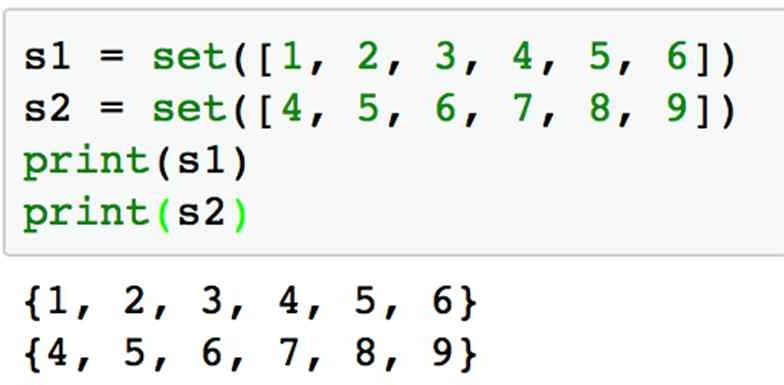 s1 = set([1, 2, 3, 4, 5, 6])
s2 = set([4, 5, 6, 7, 8, 9])
print(s1)
print(s2)
{1, 2, 3, 4, 5, 6}
{4, 5, 6, 7, 8, 9}